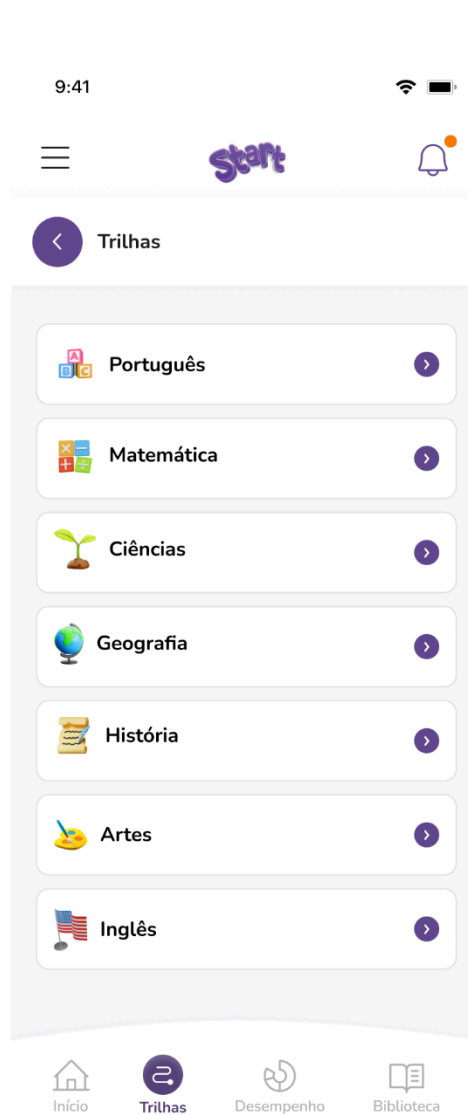 9:41
Start
Trilhas
A
B C
Português
Matemática
Ciências
Geografia
História
Artes
Inglês
Início
Trilhas
Desempenho
Biblioteca